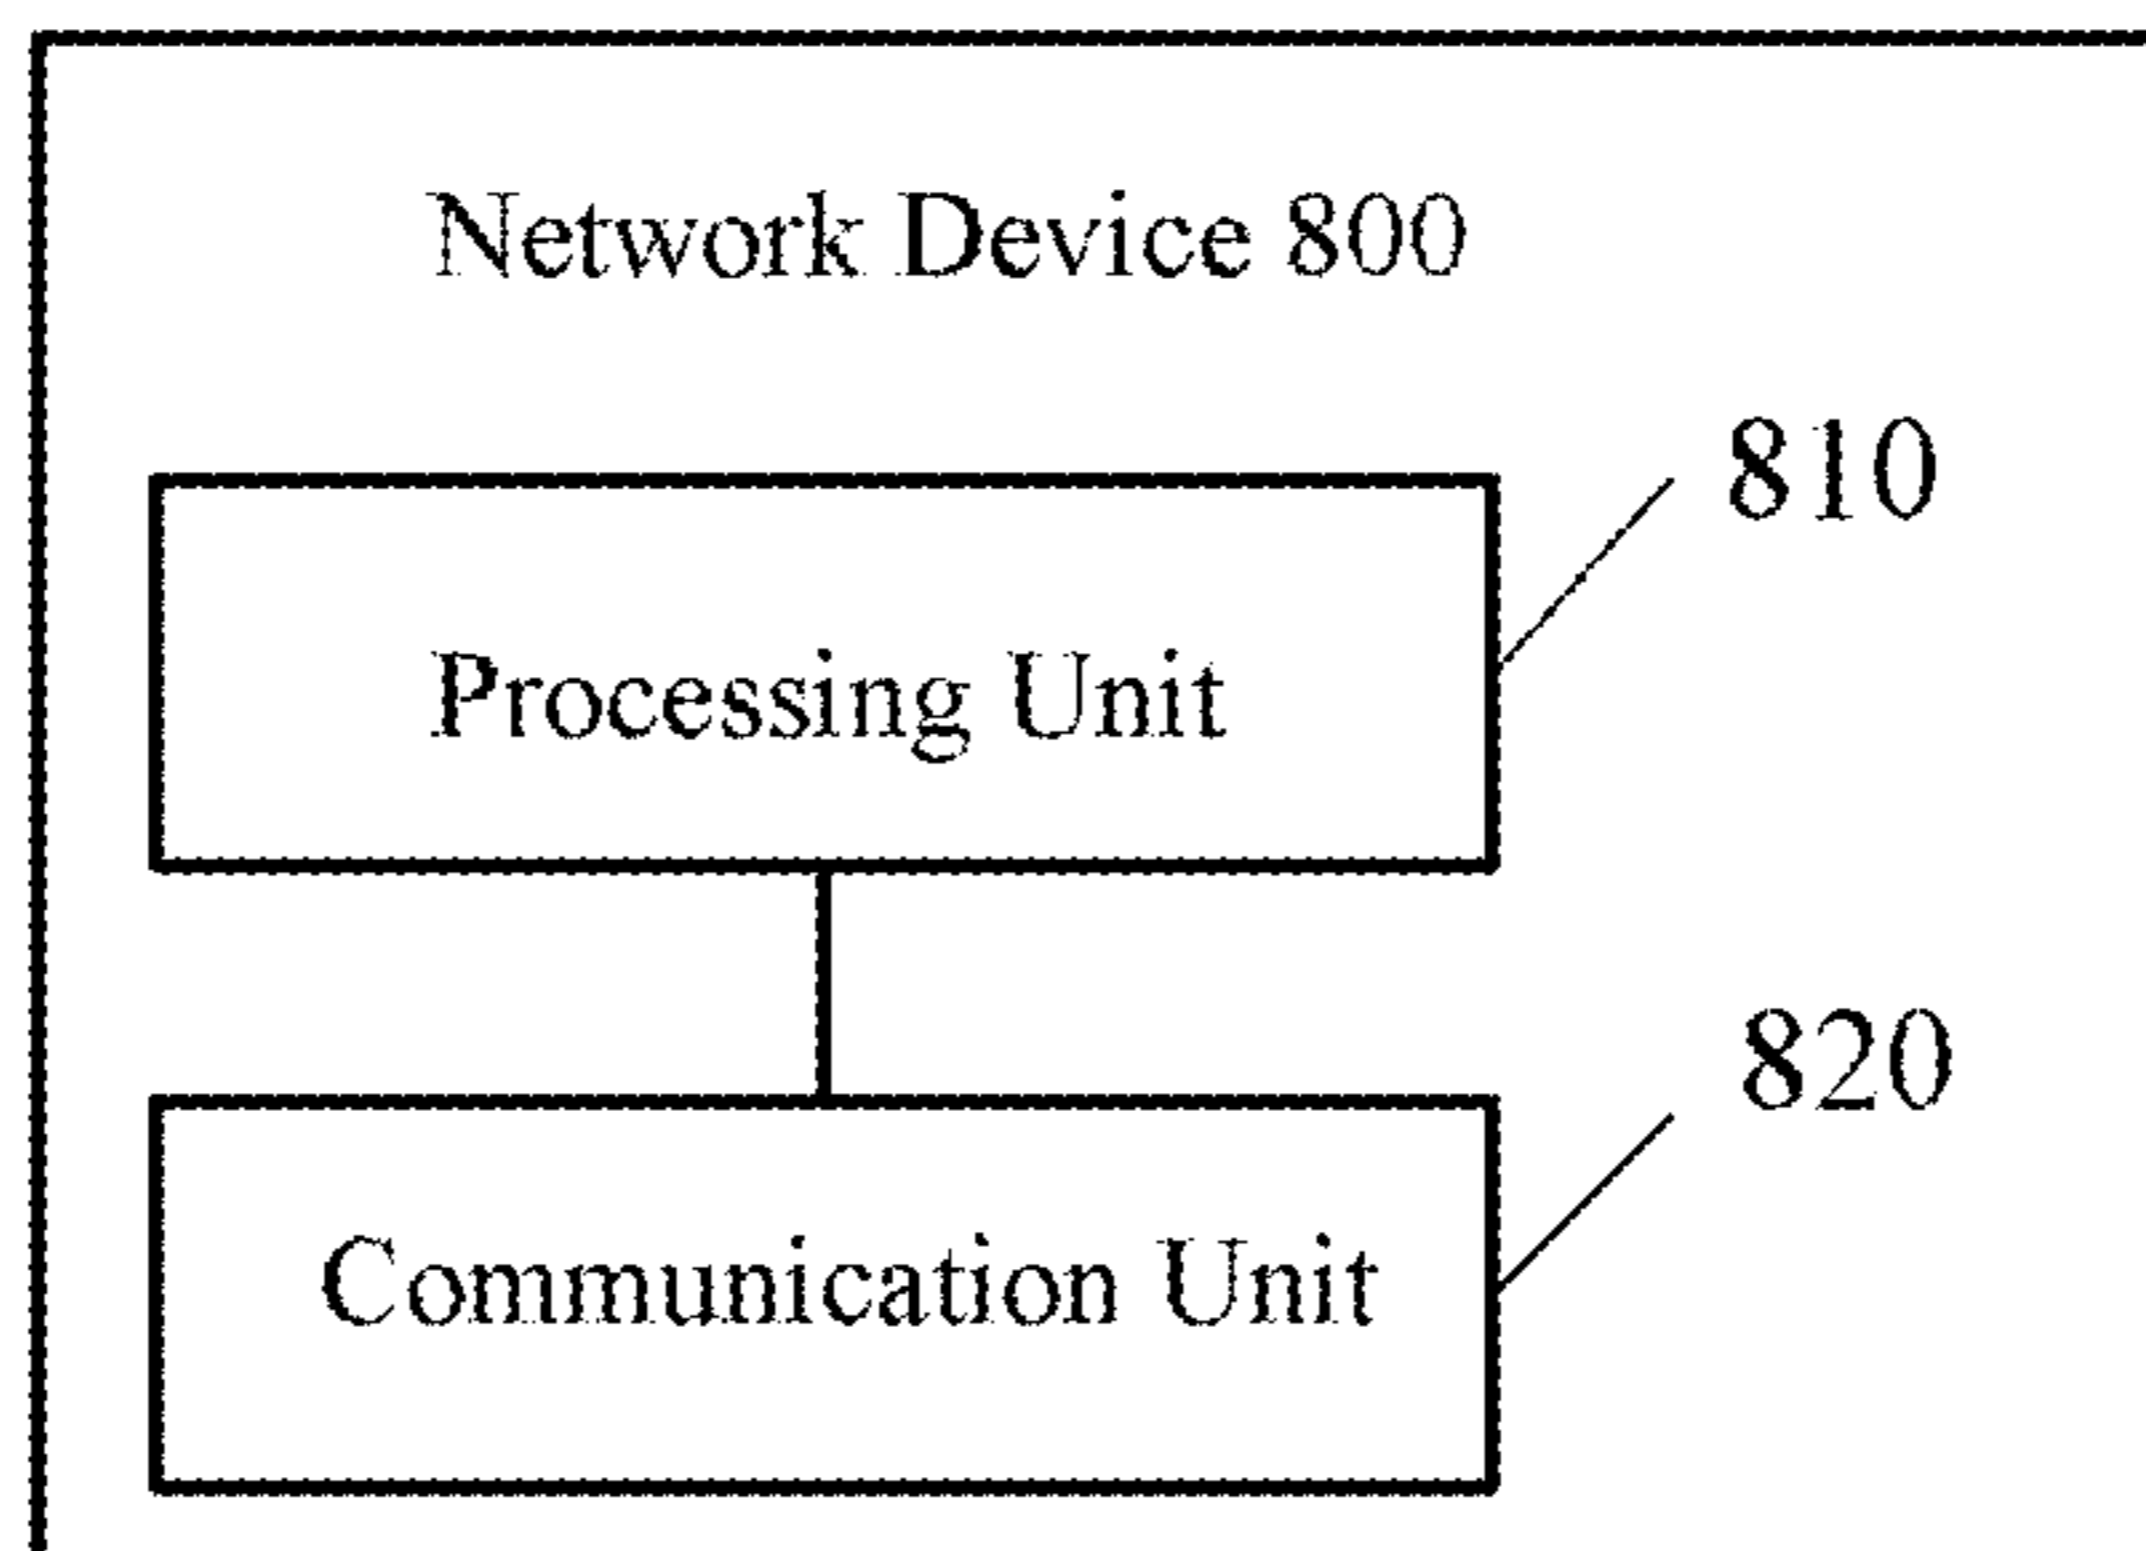 Network Device 800
810
Processing Unit
820
Communication Unit